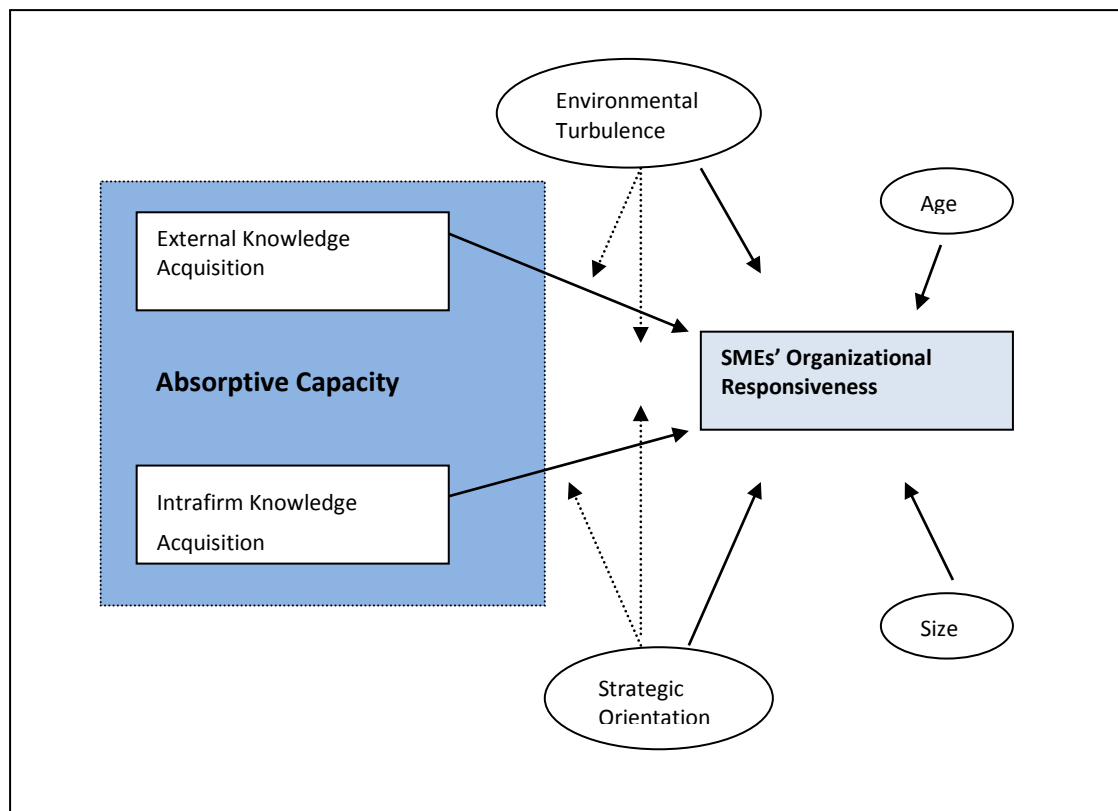 Environmental
Turbulence
Age
External Knowledge
Acquisition
SMEs’ Organizational
Responsiveness
Absorptive Capacity
Intrafirm Knowledge
Acquisition
Size
Strategic
Orientation